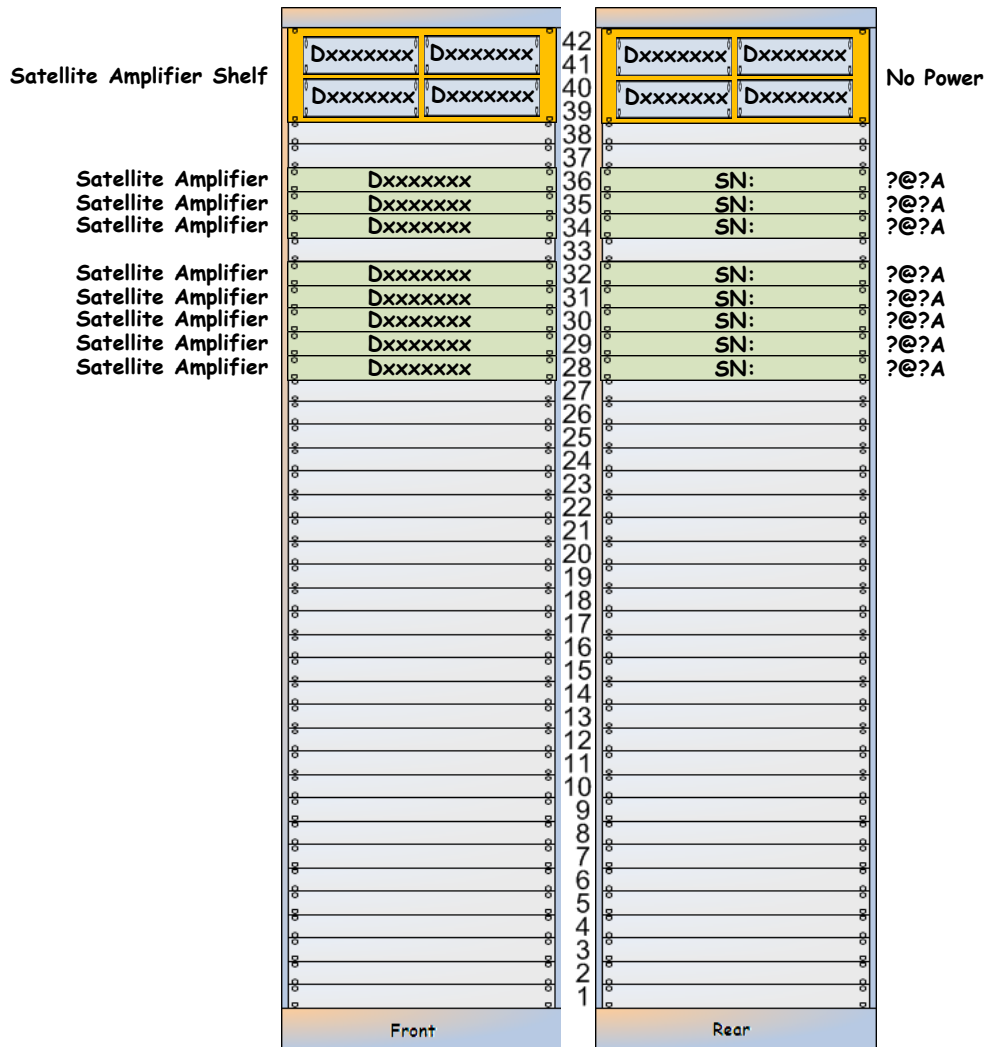 Dxxxxxxx Dxxxxxxx 42 Dxxxxxxx Dxxxxxxx
Satellite Amplifier Shelf 41 No Power
Dxxxxxxx Dxxxxxxx 40 Dxxxxxxx Dxxxxxxx
39
38
37
Satellite Amplifier Dxxxxxxx 36 SN: ?@?A
Satellite Amplifier Dxxxxxxx 35 SN: ?@?A
Satellite Amplifier Dxxxxxxx 34 SN: ?@?A
33
Satellite Amplifier Dxxxxxxx 32 SN: ?@?A
Satellite Amplifier Dxxxxxxx 31 SN: ?@?A
Satellite Amplifier Dxxxxxxx 30 SN: ?@?A
Satellite Amplifier Dxxxxxxx 29 SN: ?@?A
Satellite Amplifier Dxxxxxxx 28 SN: ?@?A
27
26
25
24
23
22
21
20
19
18
17
16
15
14
13
12
11
10
9
8
7
6
5
4
3
2
1
Front Rear